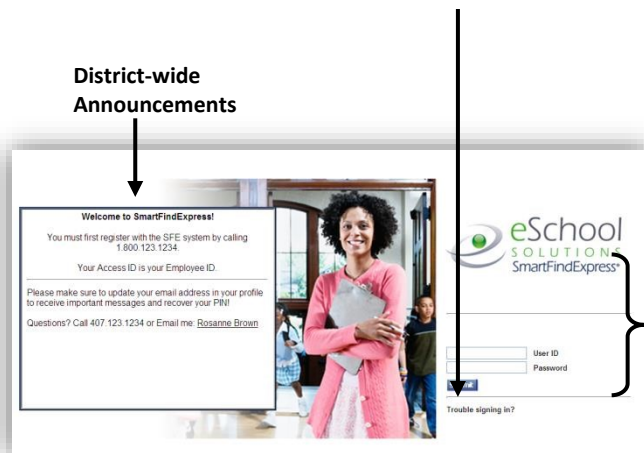 District-wide
Announcements
Welcome to SmartFindExpress!
You must first register with the SFE system by calling
1.800.123.1234.
Your Access ID is your Employee ID.
Please make sure to update your email address in your profile
to receive important messages and recover your PIN!
Questions? Call 407.123.1234 or Email me: Rosanne Brown
eSchool
SOLUTIONS
SmartFindExpress®
User ID
Password
Trouble signing in?